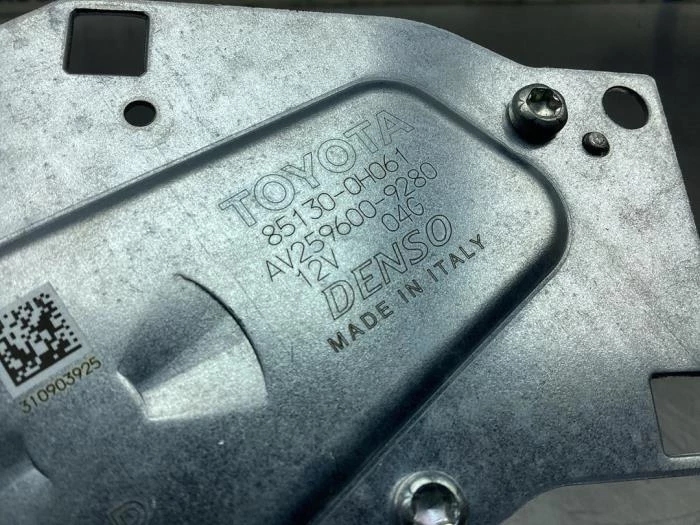 TOYOTA
85130-0H061
AV259600-9280
12V 04G
DENSO
MADE IN ITALY
310903925